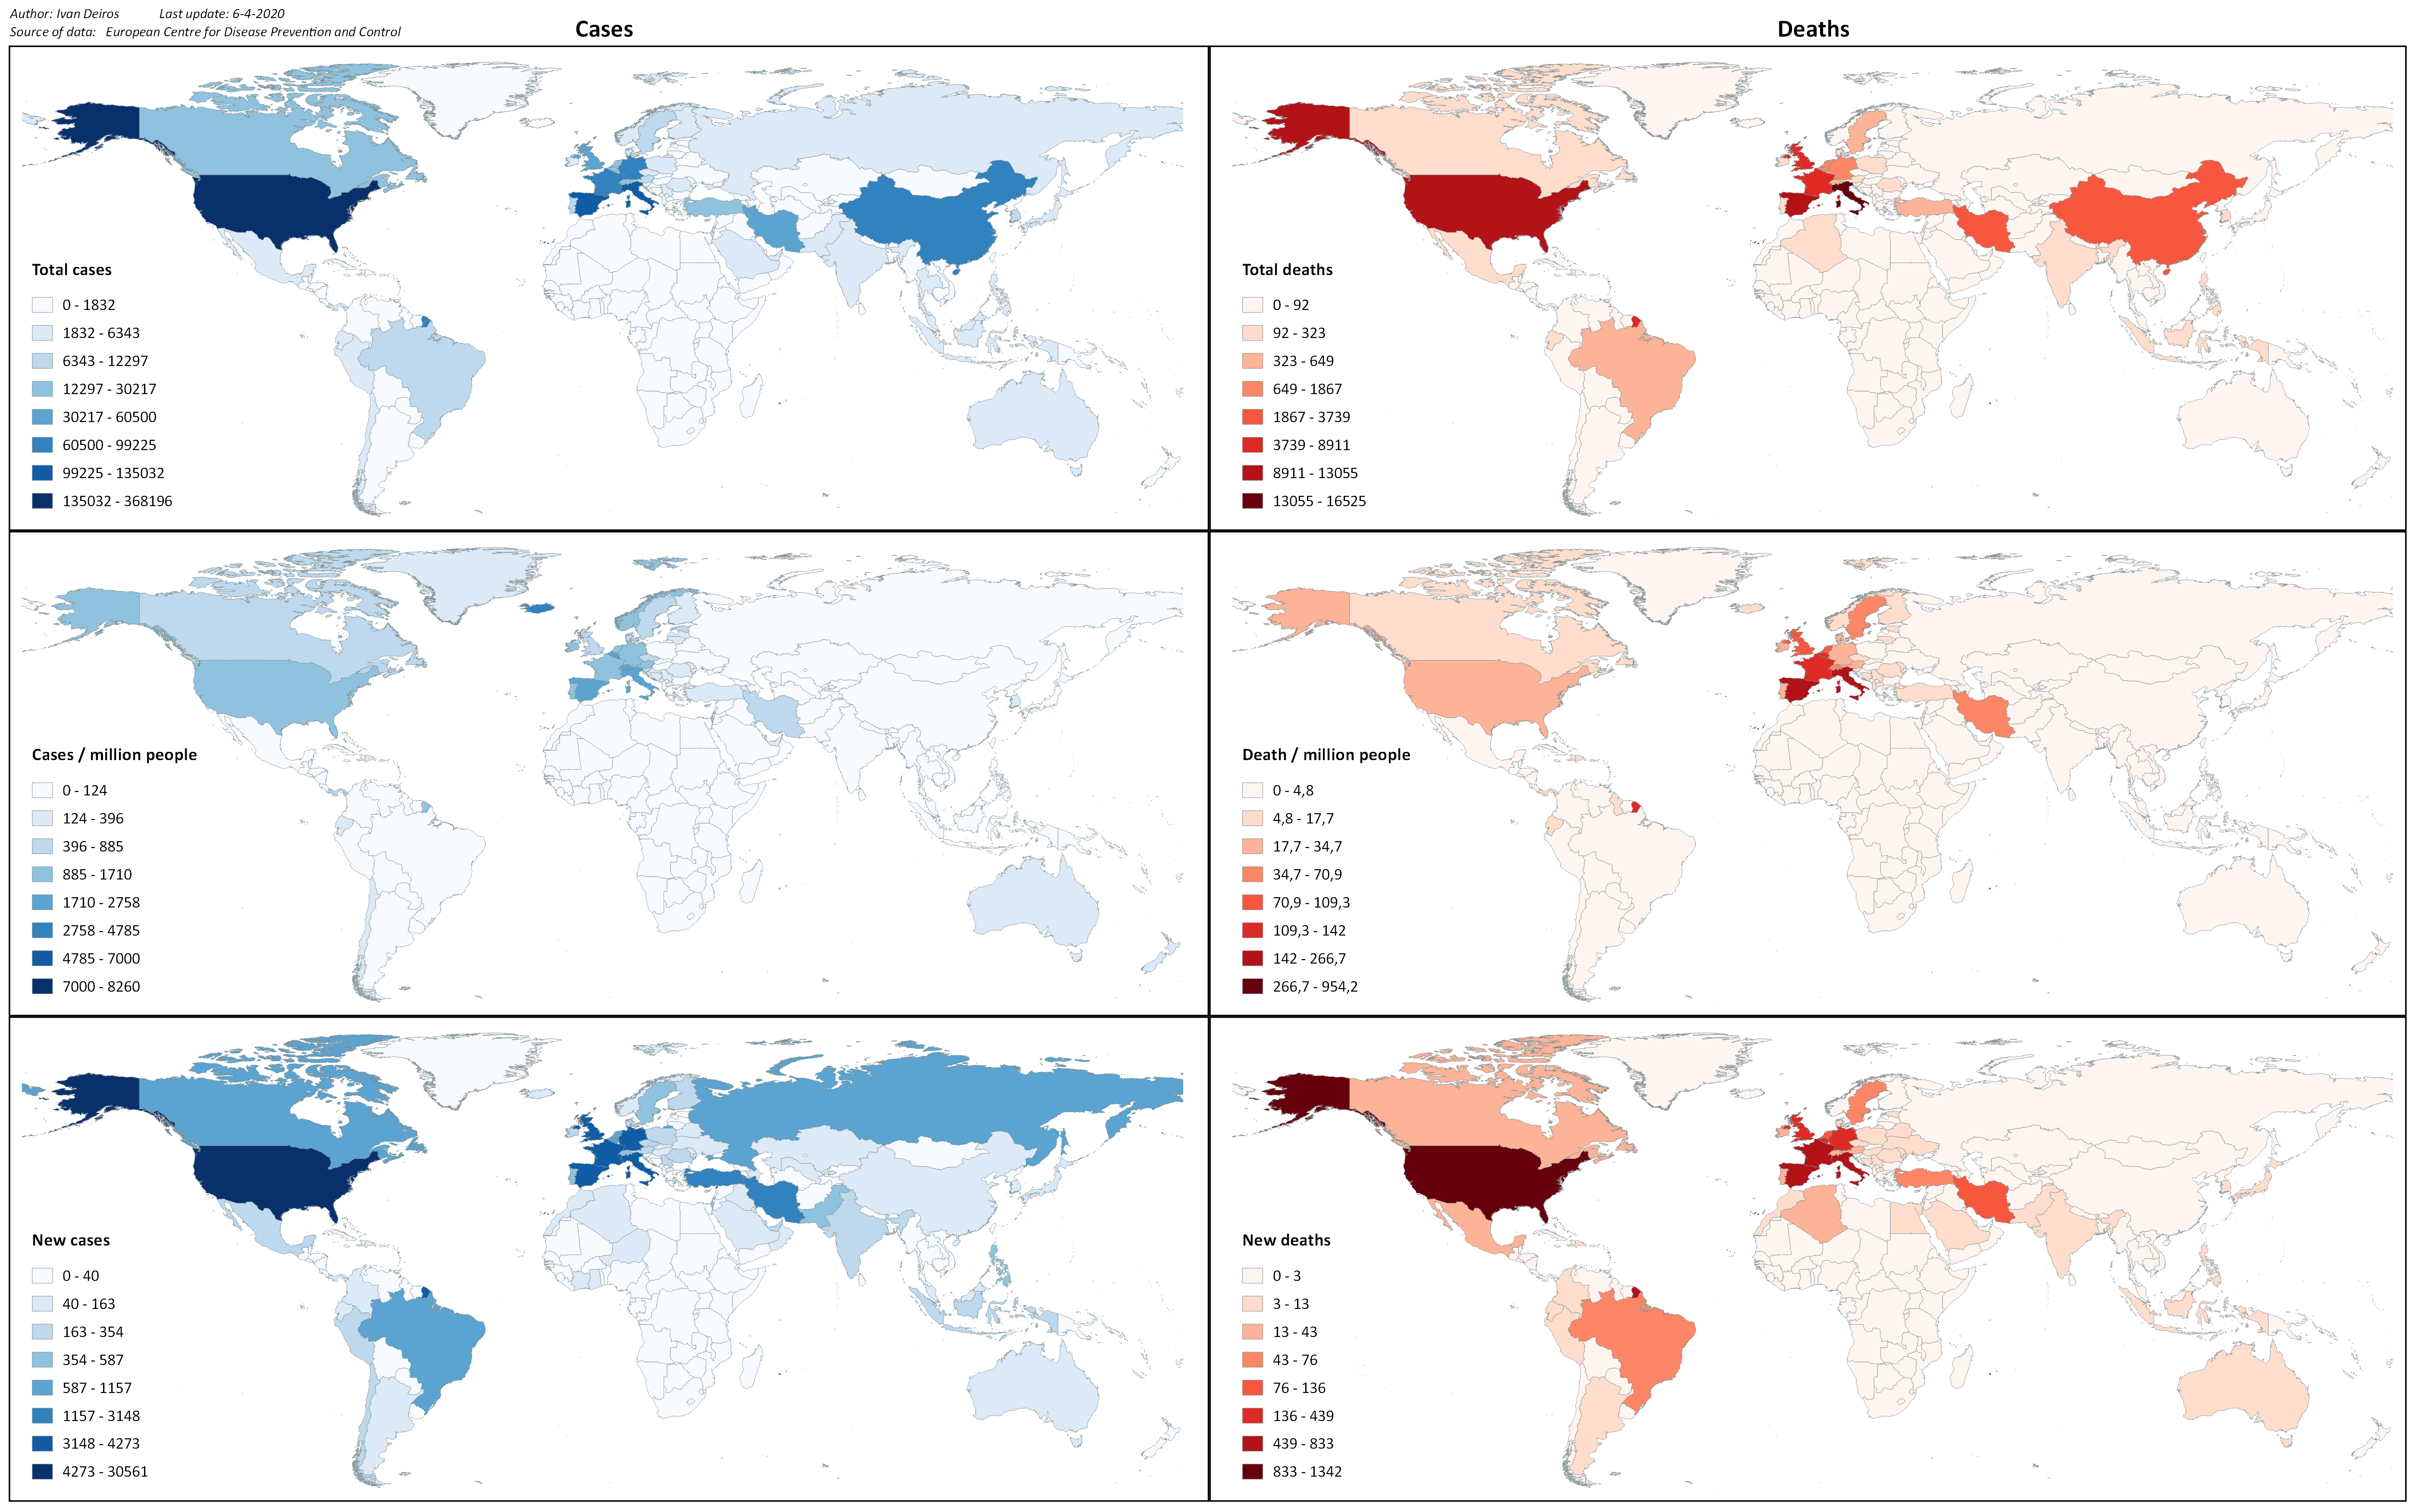 Author: Ivan Deiros Last update: 6-4-2020
Source of data: European Centre for Disease Prevention and Control
Cases
Deaths
Total cases
0 - 1832
1832 - 6343
6343 - 12297
12297 - 30217
30217 - 60500
60500 - 99225
99225 - 135032
135032 - 368196
Total deaths
0 - 92
92 - 323
323 - 649
649 - 1867
1867 - 3739
3739 - 8911
8911 - 13055
13055 - 16525
Cases / million people
0 - 124
124 - 396
396 - 885
885 - 1710
1710 - 2758
2758 - 4785
4785 - 7000
7000 - 8260
Death / million people
0 - 4,8
4,8 - 17,7
17,7 - 34,7
34,7 - 70,9
70,9 - 109,3
109,3 - 142
142 - 266,7
266,7 - 954,2
New cases
0 - 40
40 - 163
163 - 354
354 - 587
587 - 1157
1157 - 3148
3148 - 4273
4273 - 30561
New deaths
0 - 3
3 - 13
13 - 43
43 - 76
76 - 136
136 - 439
439 - 833
833 - 1342